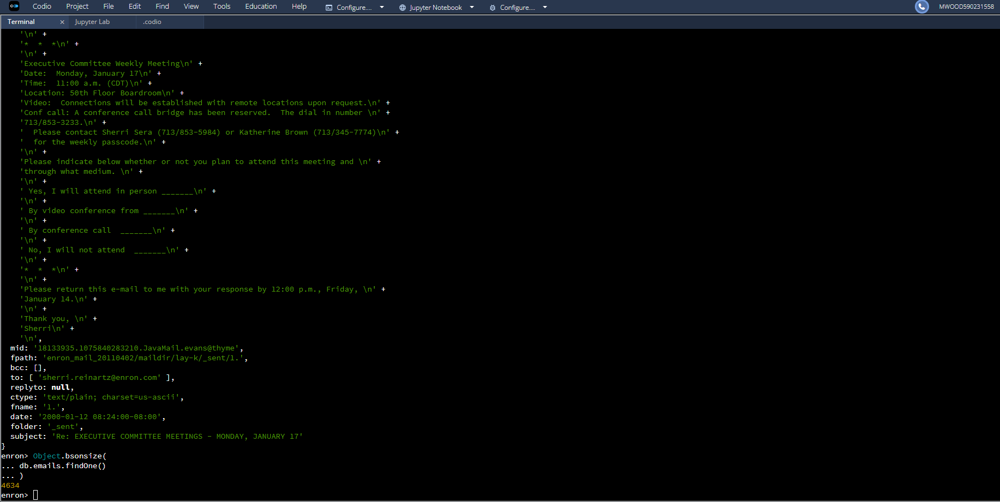 Codio Project File Edit Find View Tools Education Help Configure.... Jupyter Notebook Configure.... MWOOD590231558
Terminal × Jupyter Lab .codio
'\n' +
'*  *  *\n' +
'\n' +
'Executive Committee Weekly Meeting\n' +
'Date:  Monday, January 17\n' +
'Time:  11:00 a.m. (CDT)\n' +
'Location: 50th Floor Boardroom\n' +
'Video:  Connections will be established with remote locations upon request.\n' +
'Conf call: A conference call bridge has been reserved.  The dial in number \n' +
'713/853-3233.\n' +
'  Please contact Sherri Sera (713/853-5984) or Katherine Brown (713/345-7774)\n' +
'  for the weekly passcode.\n' +
'\n' +
'Please indicate below whether or not you plan to attend this meeting and \n' +
'through what medium. \n' +
'\n' +
' Yes, I will attend in person _______\n' +
'\n' +
' By video conference from _______\n' +
'\n' +
' By conference call  _______\n' +
'\n' +
' No, I will not attend  _______\n' +
'\n' +
'*  *  *\n' +
'\n' +
'Please return this e-mail to me with your response by 12:00 p.m., Friday, \n' +
'January 14.\n' +
'\n' +
'Thank you, \n' +
'Sherri\n' +
'\n',
mid: '18133935.1075840283210.JavaMail.evans@thyme',
fpath: 'enron_mail_20110402/maildir/lay-k/_sent/1.',
bcc: [],
to: [ 'sherri.reinartz@enron.com' ],
replyto: null,
ctype: 'text/plain; charset=us-ascii',
fname: '1.',
date: '2000-01-12 08:24:00-08:00',
folder: '_sent',
subject: 'Re: EXECUTIVE COMMITTEE MEETINGS - MONDAY, JANUARY 17'
}
enron> Object.bsonsize(
... db.emails.findOne()
... )
4634
enron>